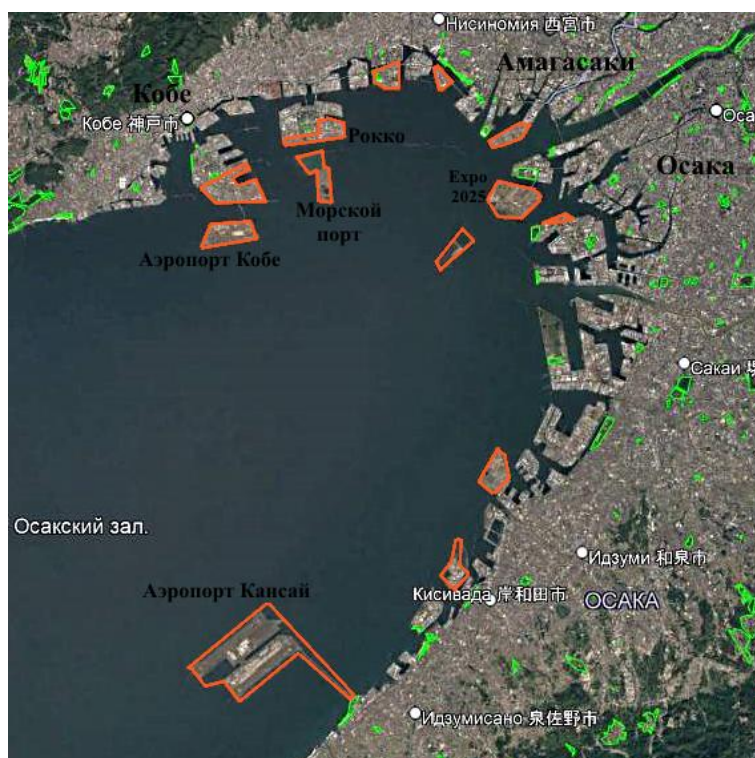 Нисиномия 西宮市
Амагасаки
Кобе
Кобе 神戸市
Оса
Рокко
Осака
Expo
2025
Морской
порт
Аэропорт Кобе
Сакаи 堺
Осакский зал.
Идзуми 和泉市
Аэропорт Кансай
Кисивада 岸和田市
ОСАКА
Идзумисано 泉佐野市